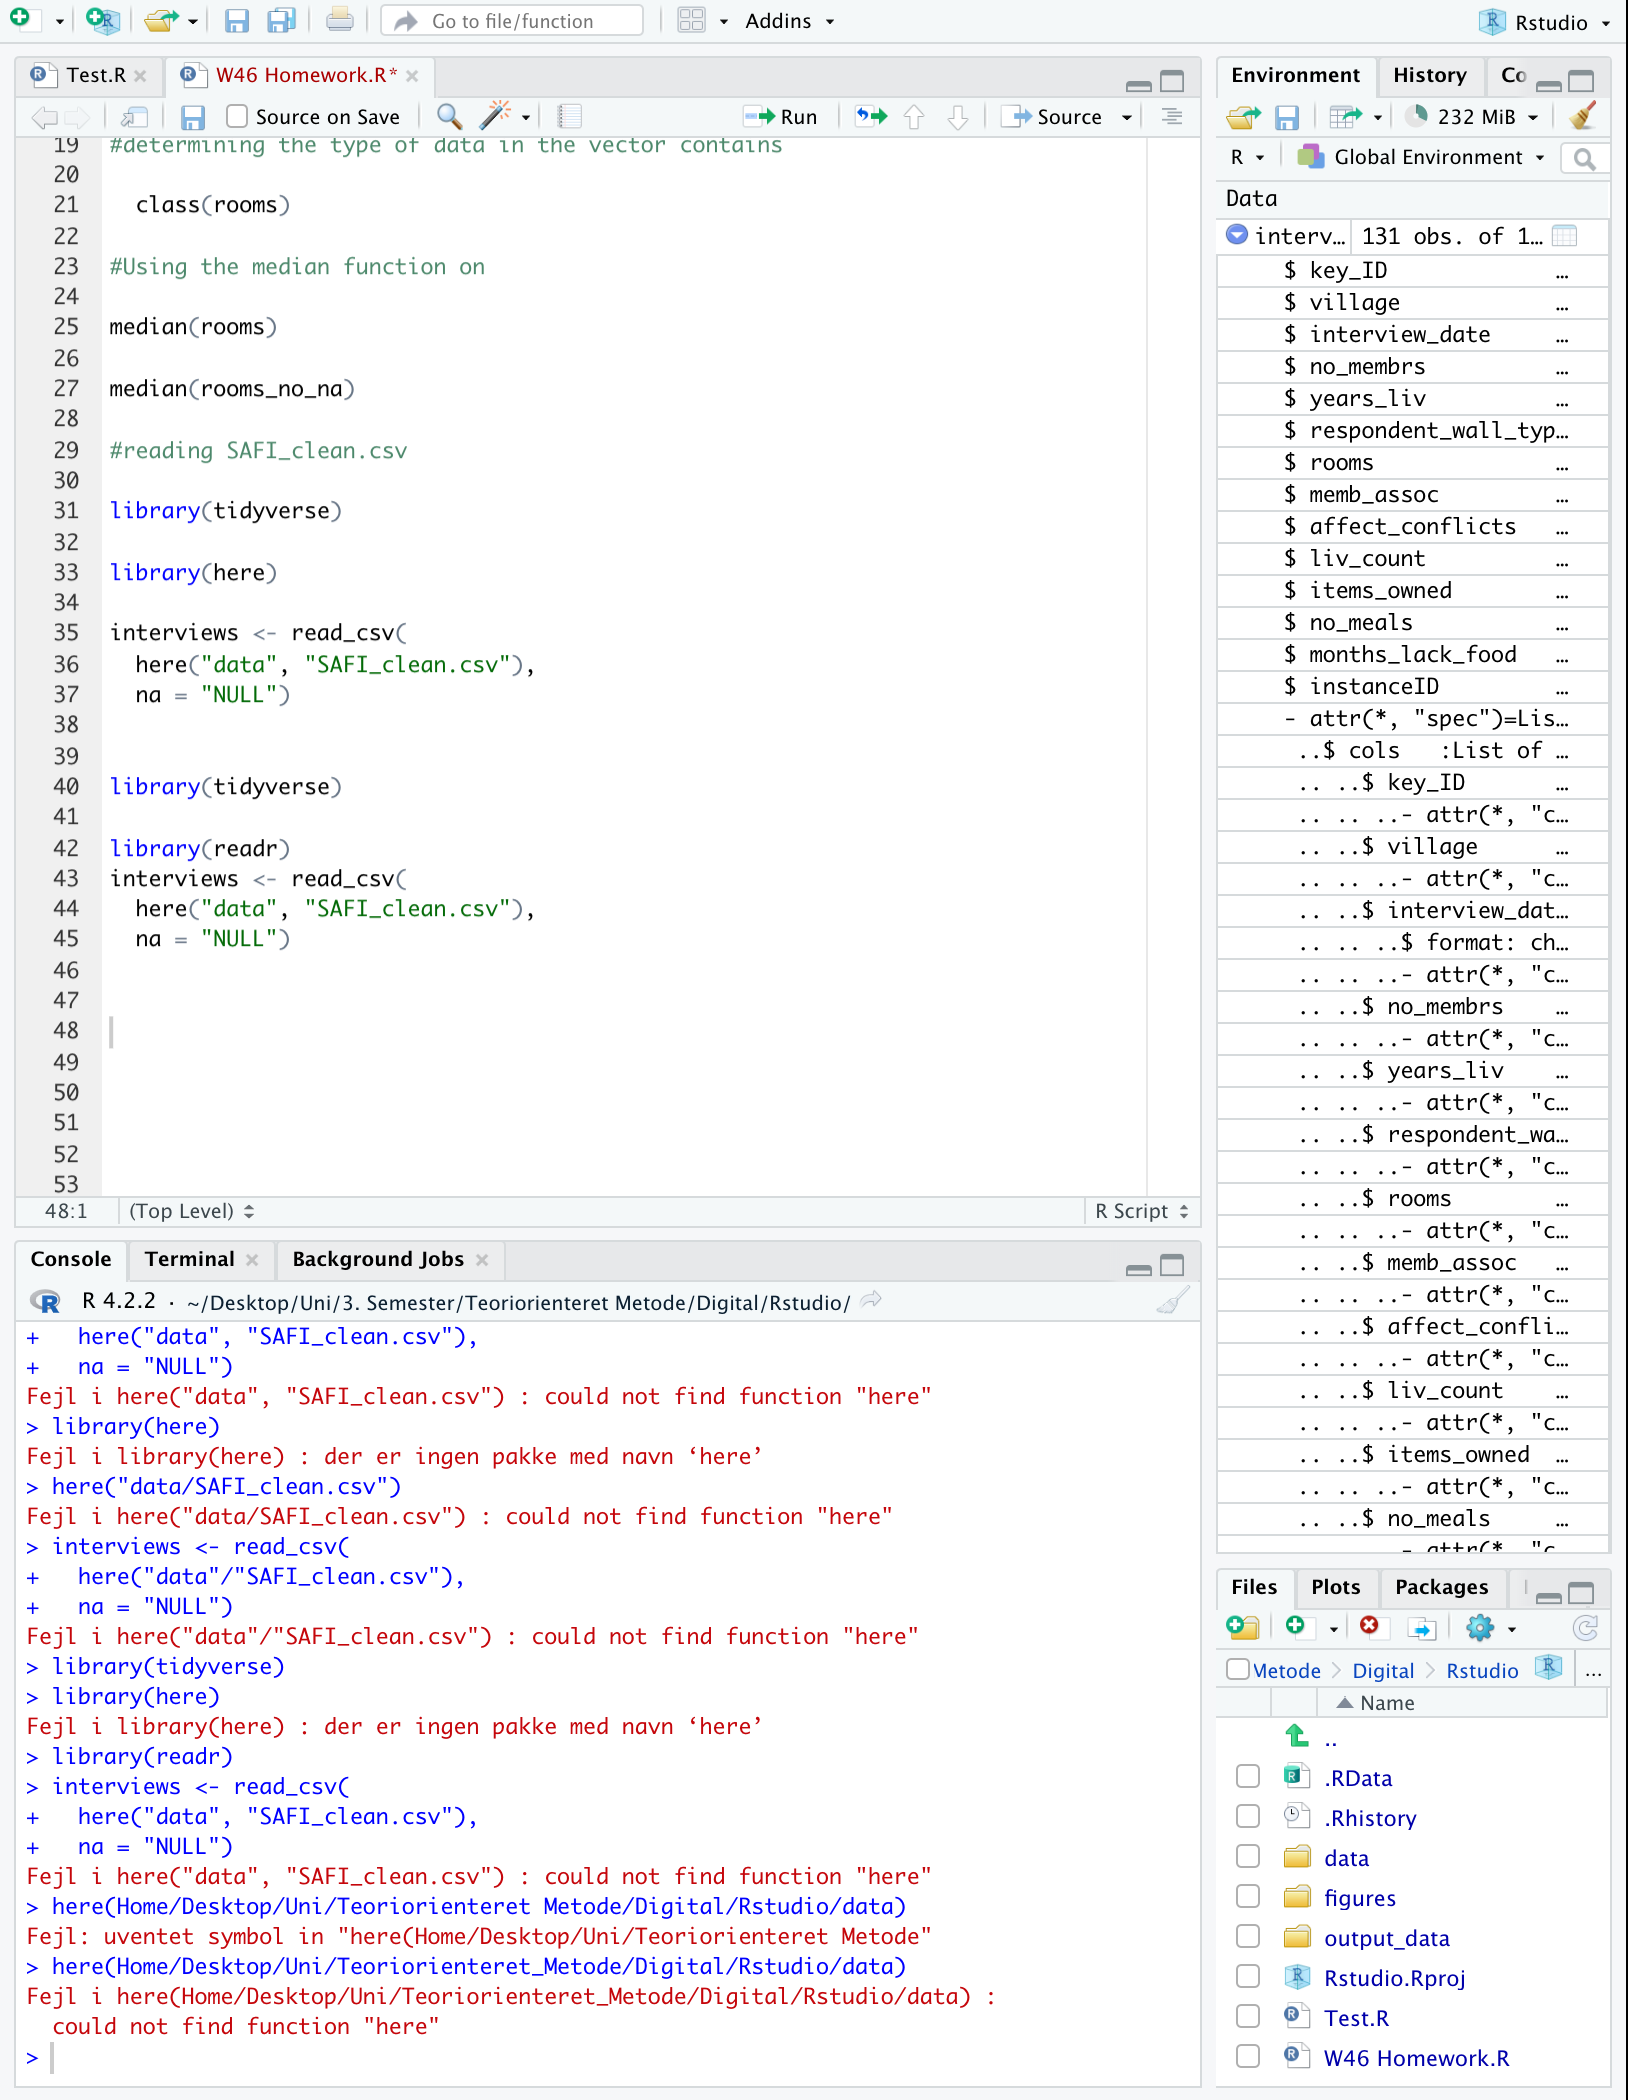 Go to file/function
Addins
Rstudio
Test.R
W46 Homework.R*
Source on Save
Run
Source
19 #determining the type of data in the vector contains
20
21 class(rooms)
22
23 #Using the median function on
24
25 median(rooms)
26
27 median(rooms_no_na)
28
29 #reading SAFI_clean.csv
30
31 library(tidyverse)
32
33 library(here)
34
35 interviews <- read_csv(
36 here("data", "SAFI_clean.csv"),
37 na = "NULL")
38
39
40 library(tidyverse)
41
42 library(readr)
43 interviews <- read_csv(
44 here("data", "SAFI_clean.csv"),
45 na = "NULL")
46
47
48
49
50
51
52
53
48:1 (Top Level) R Script
Console Terminal Background Jobs
R 4.2.2 · ~/Desktop/Uni/3. Semester/Teoriorienteret Metode/Digital/Rstudio/
+ here("data", "SAFI_clean.csv"),
+ na = "NULL")
Fejl i here("data", "SAFI_clean.csv") : could not find function "here"
> library(here)
Fejl i library(here) : der er ingen pakke med navn ‘here’
> here("data/SAFI_clean.csv")
Fejl i here("data/SAFI_clean.csv") : could not find function "here"
> interviews <- read_csv(
+ here("data"/"SAFI_clean.csv"),
+ na = "NULL")
Fejl i here("data"/"SAFI_clean.csv") : could not find function "here"
> library(tidyverse)
> library(here)
Fejl i library(here) : der er ingen pakke med navn ‘here’
> library(readr)
> interviews <- read_csv(
+ here("data", "SAFI_clean.csv"),
+ na = "NULL")
Fejl i here("data", "SAFI_clean.csv") : could not find function "here"
> here(Home/Desktop/Uni/Teoriorienteret Metode/Digital/Rstudio/data)
Fejl: uventet symbol in "here(Home/Desktop/Uni/Teoriorienteret Metode"
> here(Home/Desktop/Uni/Teoriorienteret_Metode/Digital/Rstudio/data)
Fejl i here(Home/Desktop/Uni/Teoriorienteret_Metode/Digital/Rstudio/data) :
could not find function "here"
>
Environment History Co
232 MiB
R Global Environment
Data
interv… 131 obs. of 1…
$ key_ID …
$ village …
$ interview_date …
$ no_membrs …
$ years_liv …
$ respondent_wall_typ…
$ rooms …
$ memb_assoc …
$ affect_conflicts …
$ liv_count …
$ items_owned …
$ no_meals …
$ months_lack_food …
$ instanceID …
- attr(*, "spec")=Lis…
..$ cols :List of …
.. ..$ key_ID …
.. .. ..- attr(*, "c…
.. ..$ village …
.. .. ..- attr(*, "c…
.. ..$ interview_dat…
.. .. ..$ format: ch…
.. .. ..- attr(*, "c…
.. ..$ no_membrs …
.. .. ..- attr(*, "c…
.. ..$ years_liv …
.. .. ..- attr(*, "c…
.. ..$ respondent_wa…
.. .. ..- attr(*, "c…
.. ..$ rooms …
.. .. ..- attr(*, "c…
.. ..$ memb_assoc …
.. .. ..- attr(*, "c…
.. ..$ affect_confli…
.. .. ..- attr(*, "c…
.. ..$ liv_count …
.. .. ..- attr(*, "c…
.. ..$ items_owned …
.. .. ..- attr(*, "c…
.. ..$ no_meals …
.. .. ..- attr(*, "c…
Files Plots Packages
Metode Digital Rstudio …
Name
..
.RData
.Rhistory
data
figures
output_data
Rstudio.Rproj
Test.R
W46 Homework.R